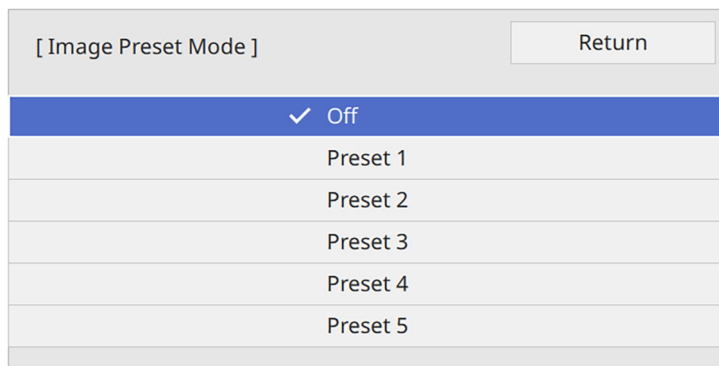 [ Image Preset Mode ]
Return
Off
Preset 1
Preset 2
Preset 3
Preset 4
Preset 5